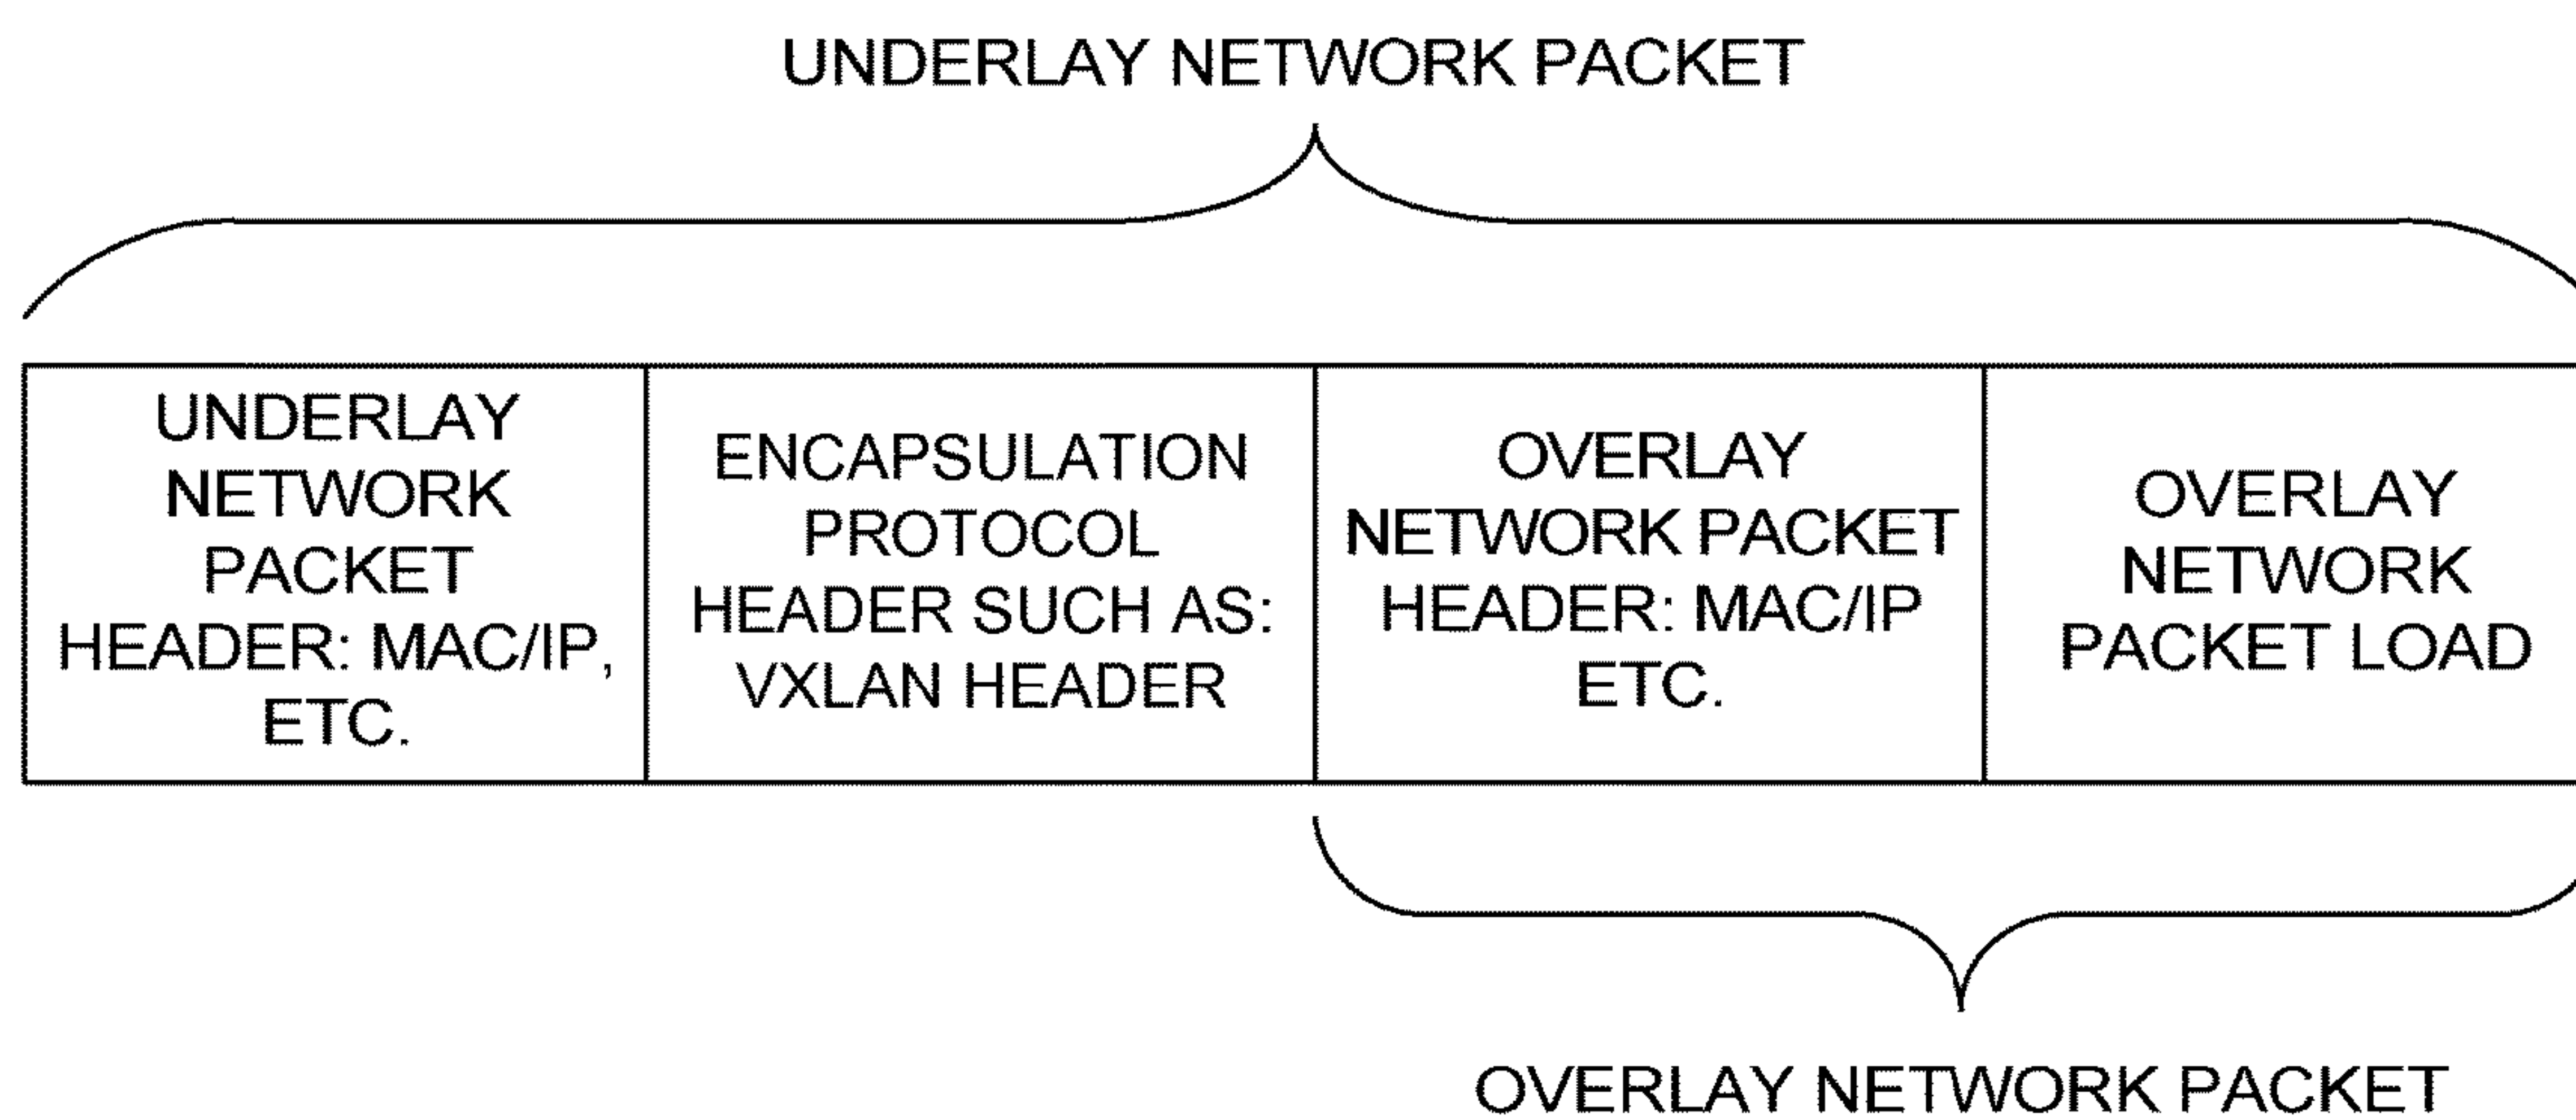 UNDERLAY NETWORK PACKET
UNDERLAY
NETWORK
PACKET
HEADER: MAC/IP,
ETC.
ENCAPSULATION
PROTOCOL
HEADER SUCH AS:
VXLAN HEADER
OVERLAY
NETWORK PACKET
HEADER: MAC/IP
ETC.
OVERLAY
NETWORK
PACKET LOAD
OVERLAY NETWORK PACKET